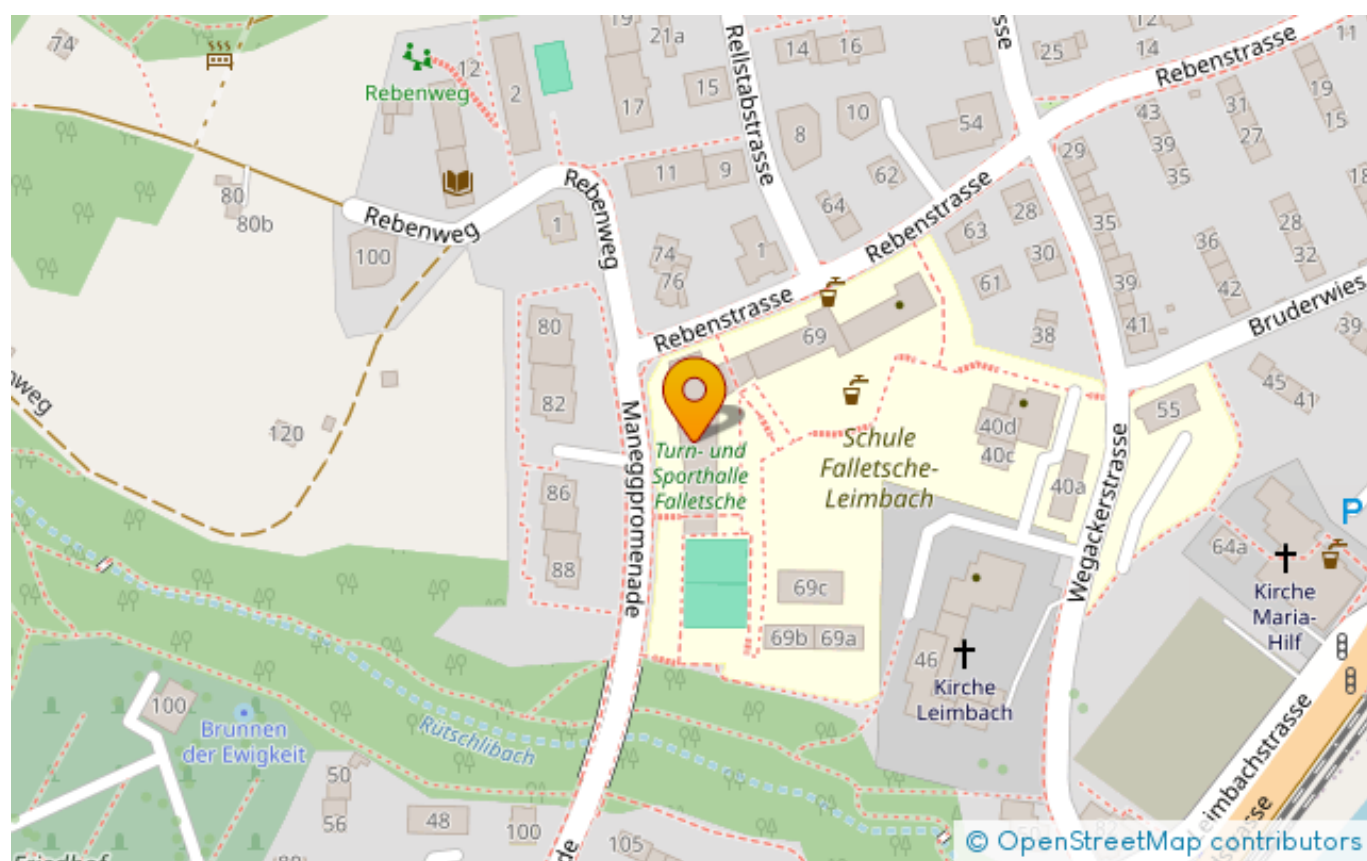 74
12
Rebenweg
2
19
21a
17
15
Rellstabstrasse
14
16
25
12
14
11
Rebenstrasse
19
15
31
27
43
39
35
8
10
54
62
64
29
11
9
80
80b
Rebenweg
100
1
Rebenweg
74
76
1
Rebenstrasse
63
28
30
61
38
35
39
41
36
42
28
32
18
Bruderwies
39
Rebenstrasse
69
80
82
120
Maneggpromenade
Turn- und
Sporthalle
Falletsche
Schule
Falletsche-
Leimbach
40d
40c
40a
55
45
41
Wegackerstrasse
86
88
69c
69b
69a
46
Kirche
Leimbach
64a
P
Kirche
Maria-
Hilf
100
Brunnen
der Ewigkeit
Rütschlibach
50
56
48
100
105
Leimbachstrasse
© OpenStreetMap contributors